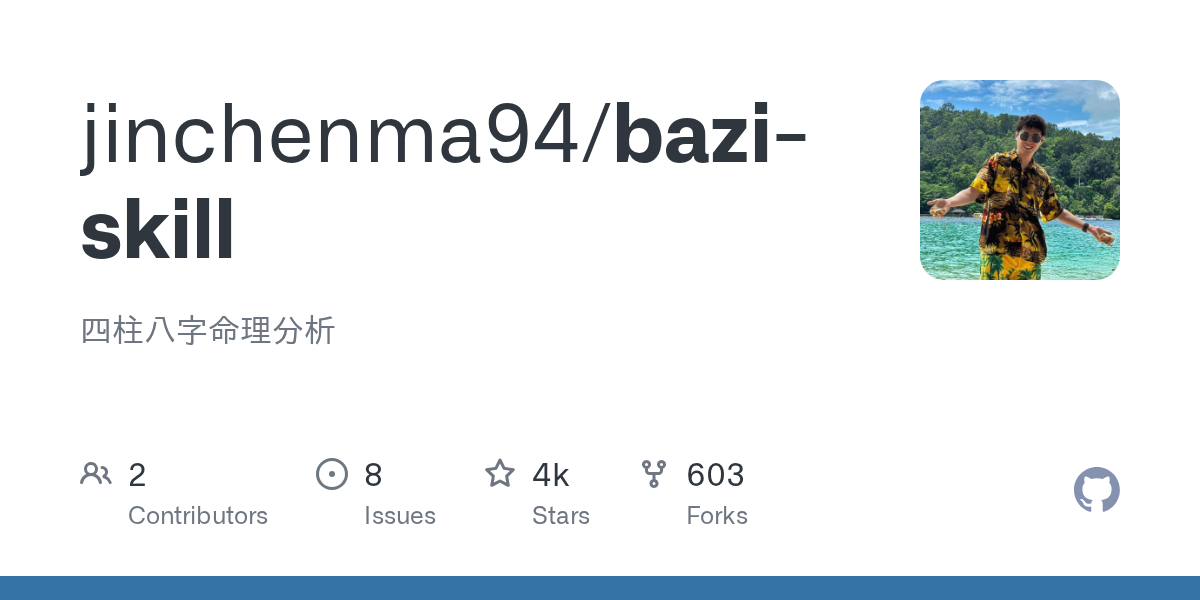 jinchenma94/bazi-
skill
四柱八字命理分析
2
Contributors
8
Issues
4k
Stars
603
Forks